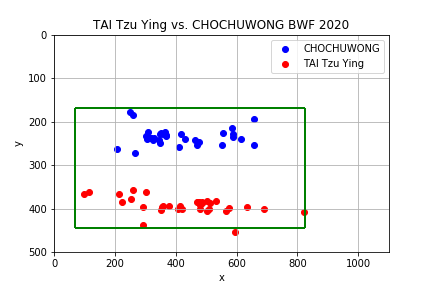 TAI Tzu Ying vs. CHOCHUWONG BWF 2020
CHOCHUWONG
TAI Tzu Ying
y
0
100
200
300
400
500
0 200 400 600 800 1000
x